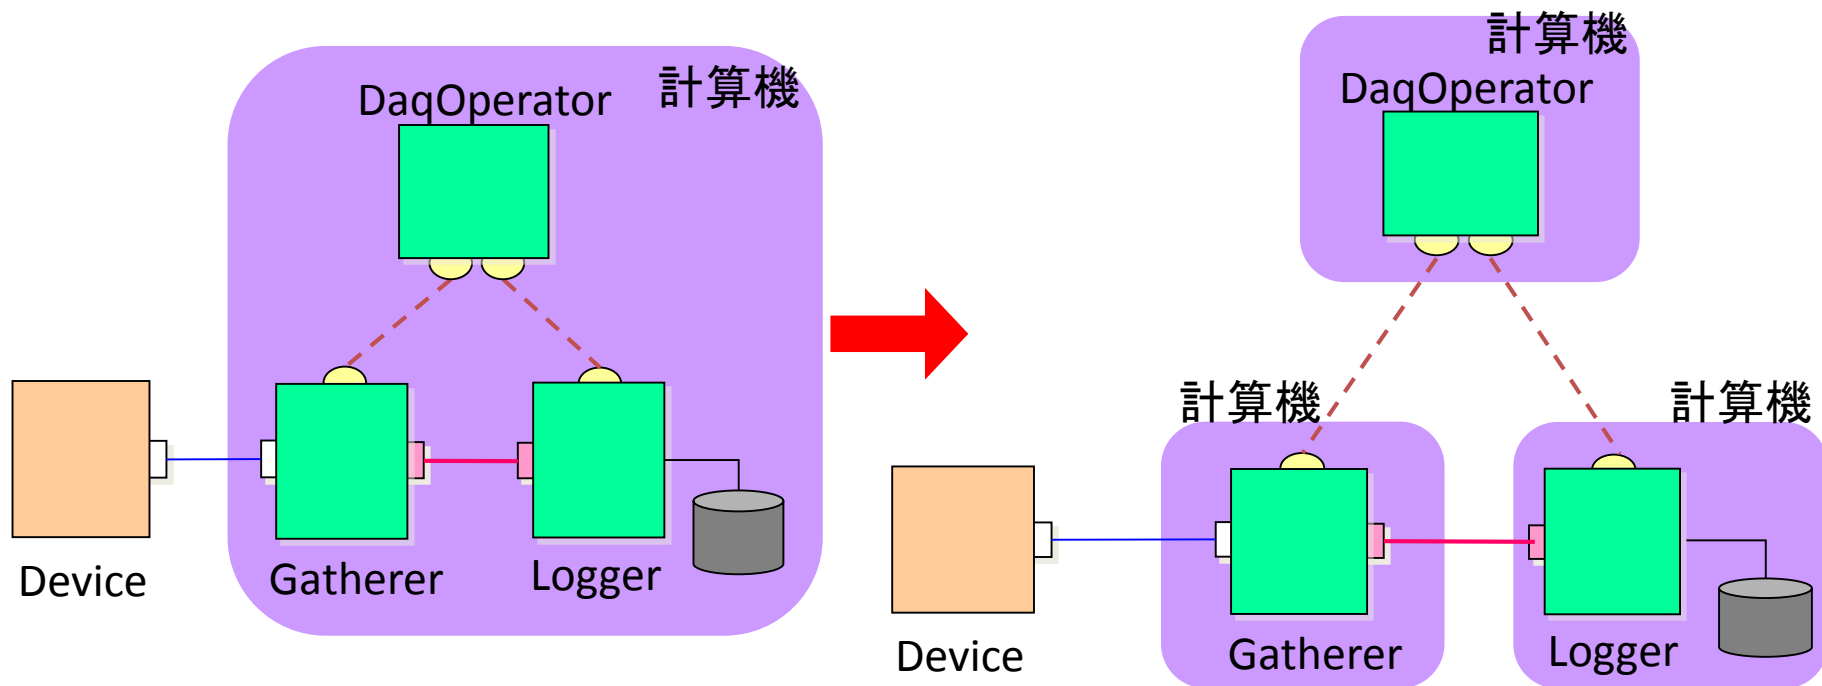 計算機
DaqOperator
Device
Gatherer
Logger
計算機
DaqOperator
計算機
計算機
Device
Gatherer
Logger